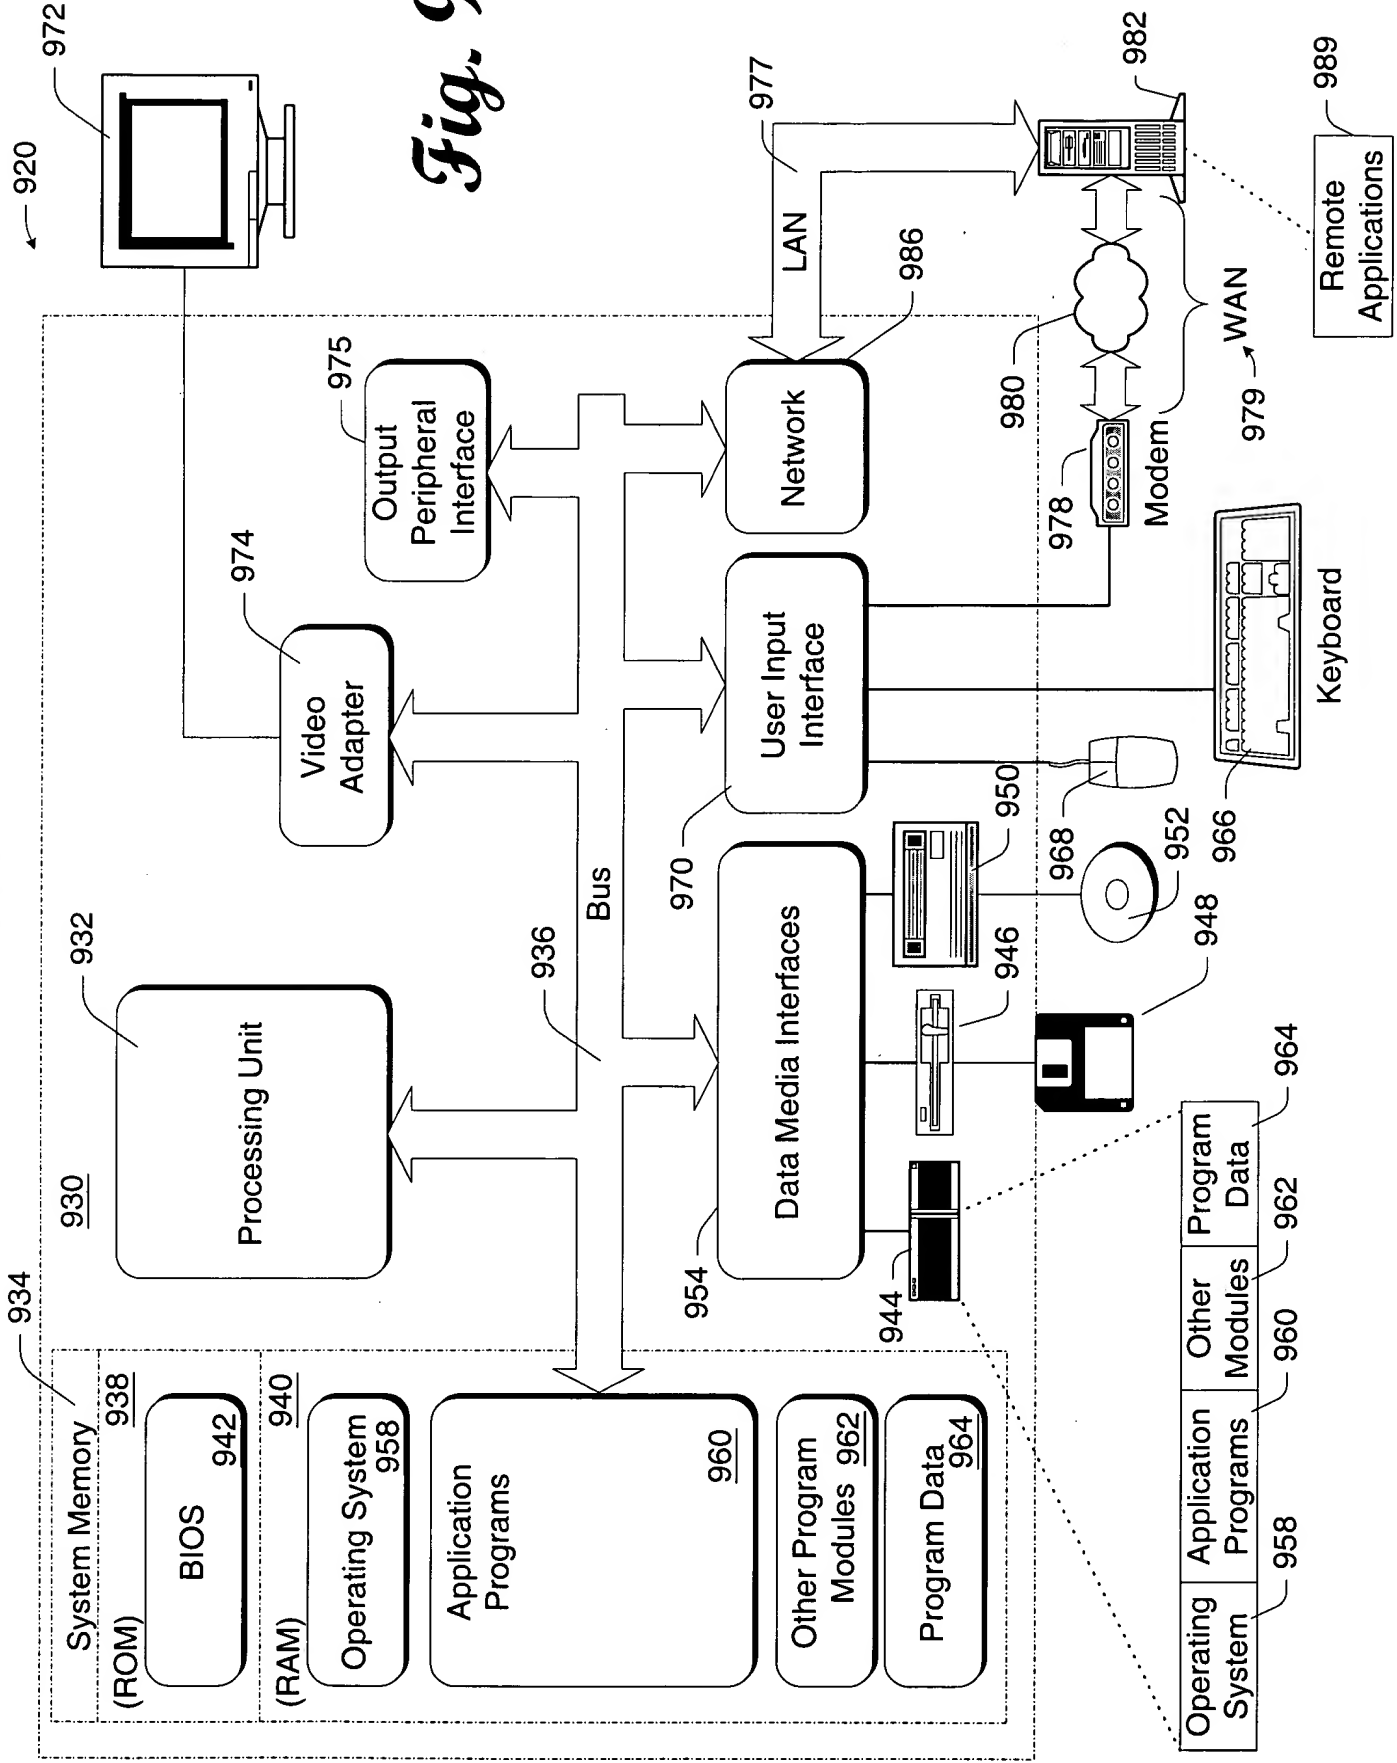 920
972
934
System Memory
(ROM)
938
BIOS
942
(RAM)
940
Operating System
958
Application
Programs
960
Other Program
Modules 962
Program Data
964
930
932
Processing Unit
974
Video
Adapter
975
Output
Peripheral
Interface
936
Bus
954
Data Media Interfaces
970
User Input
Interface
Network
986
LAN
977
944
946
950
968
952
948
966
Keyboard
978
Modem
980
979
WAN
982
989
Remote
Applications
Operating
System
958
Application
Programs
960
Other
Modules
962
Program
Data
964
Fig.